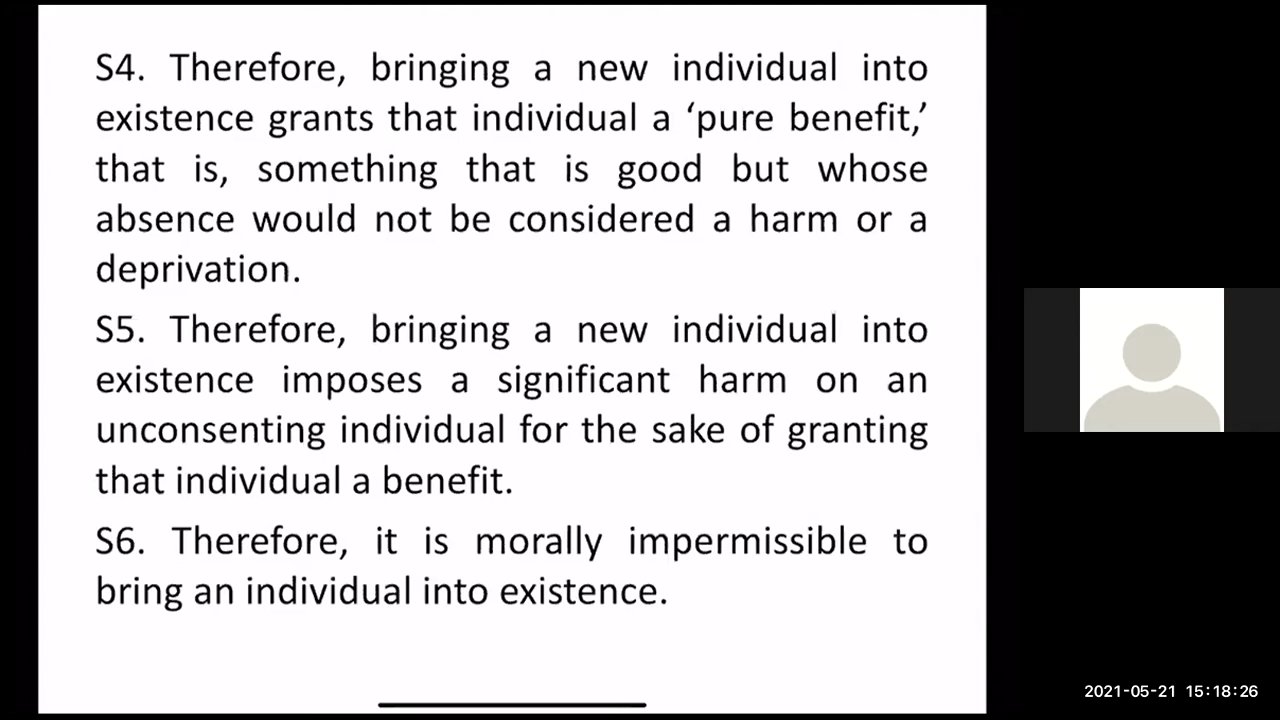 S4. Therefore, bringing a new individual into
existence grants that individual a ‘pure benefit,’
that is, something that is good but whose
absence would not be considered a harm or a
deprivation.
S5. Therefore, bringing a new individual into
existence imposes a significant harm on an
unconsenting individual for the sake of granting
that individual a benefit.
S6. Therefore, it is morally impermissible to
bring an individual into existence.
2021-05-21 15:18:26